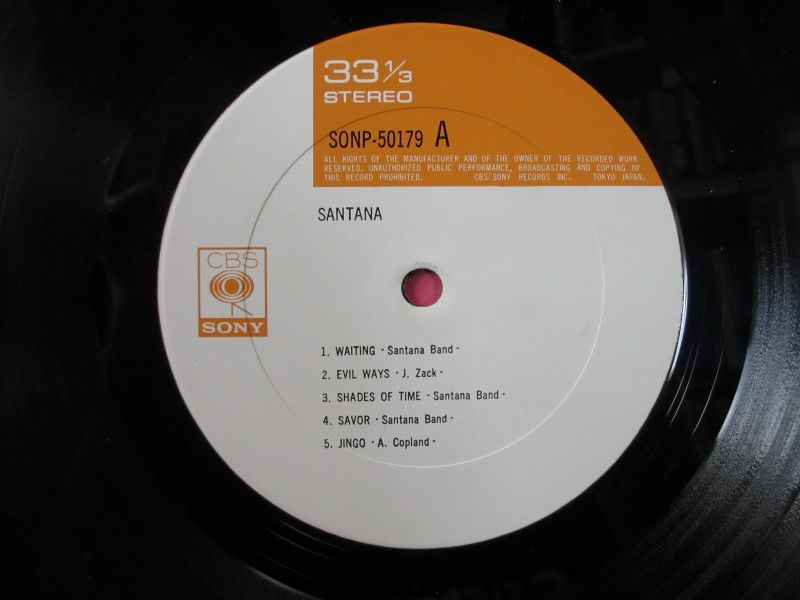 33 1/3
STEREO
SONP-50179 A
ALL RIGHTS OF THE MANUFACTURER AND OF THE OWNER OF THE RECORDED WORK
RESERVED. UNAUTHORIZED PUBLIC PERFORMANCE, BROADCASTING AND COPYING OF
THIS RECORD PROHIBITED. CBS/SONY RECORDS INC. TOKYO JAPAN.
SANTANA
CBS
SONY
1. WAITING - Santana Band -
2. EVIL WAYS - J. Zack -
3. SHADES OF TIME - Santana Band -
4. SAVOR - Santana Band -
5. JINGO - A. Copland -